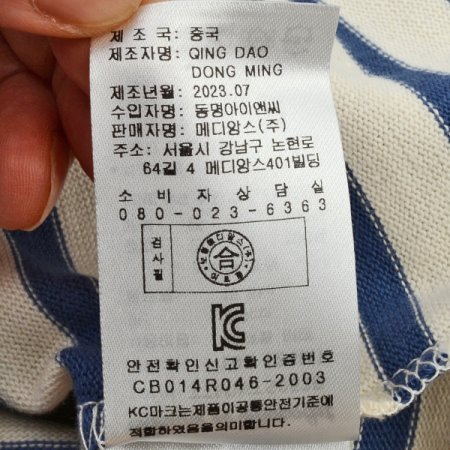 제 조 국: 중국
제조자명: QING DAO
DONG MING
제조년월: 2023.07
수입자명: 동명아이앤씨
판매자명: 메디앙스(주)
주소: 서울시 강남구 논현로
64길 4 메디앙스401빌딩
소 비 자 상 담 실
080-023-6363
검사필
合
KC
안전확인신고확인증번호
CB014R046-2003
KC마크는제품이공통안전기준에
적합하였음을의미합니다